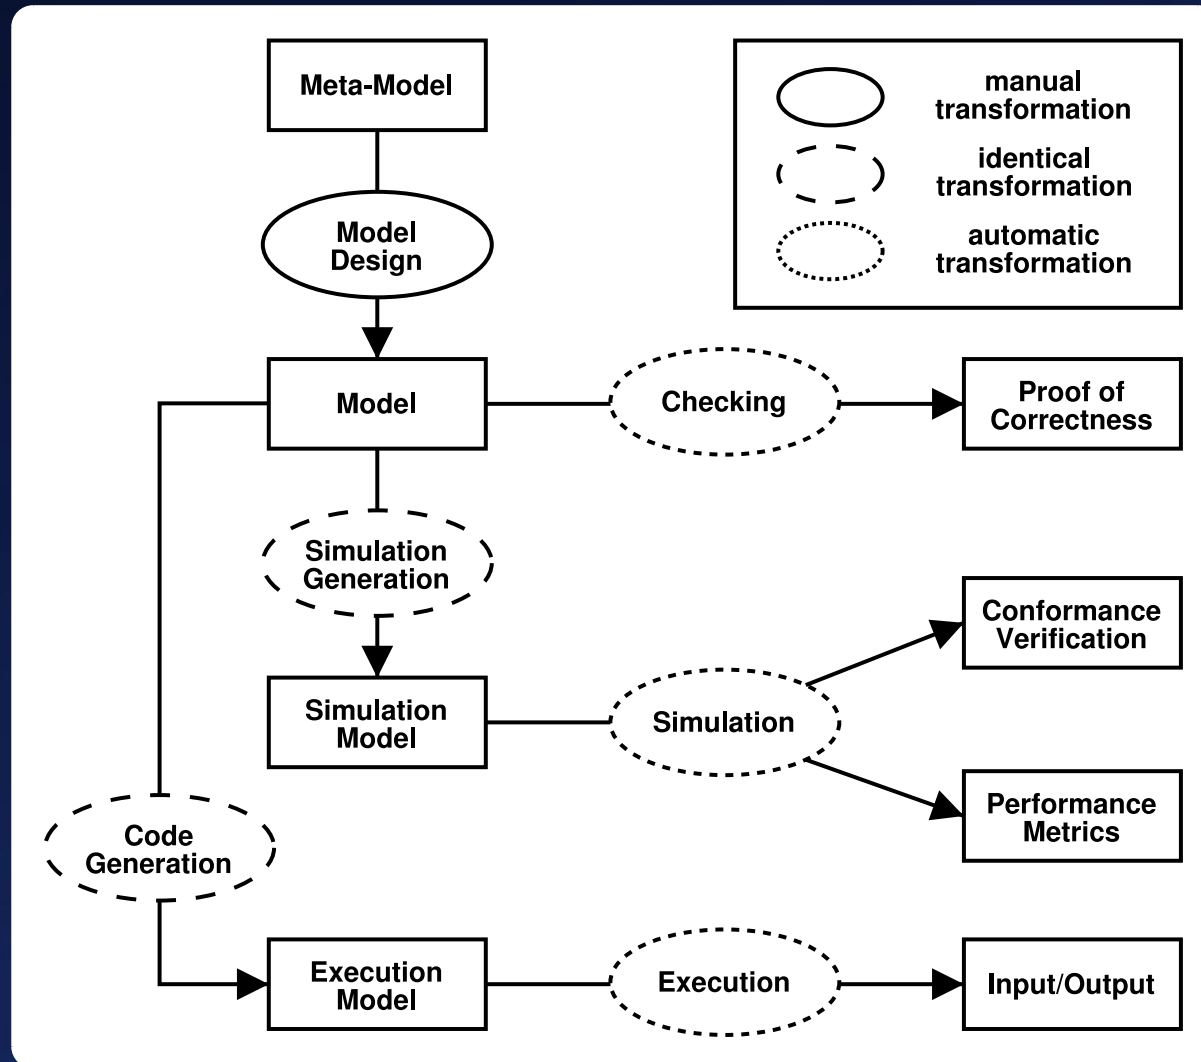 Meta-Model
manual
transformation
identical
transformation
automatic
transformation
Model
Design
Model
Checking
Proof of
Correctness
Simulation
Generation
Conformance
Verification
Simulation
Model
Simulation
Performance
Metrics
Code
Generation
Execution
Model
Execution
Input/Output